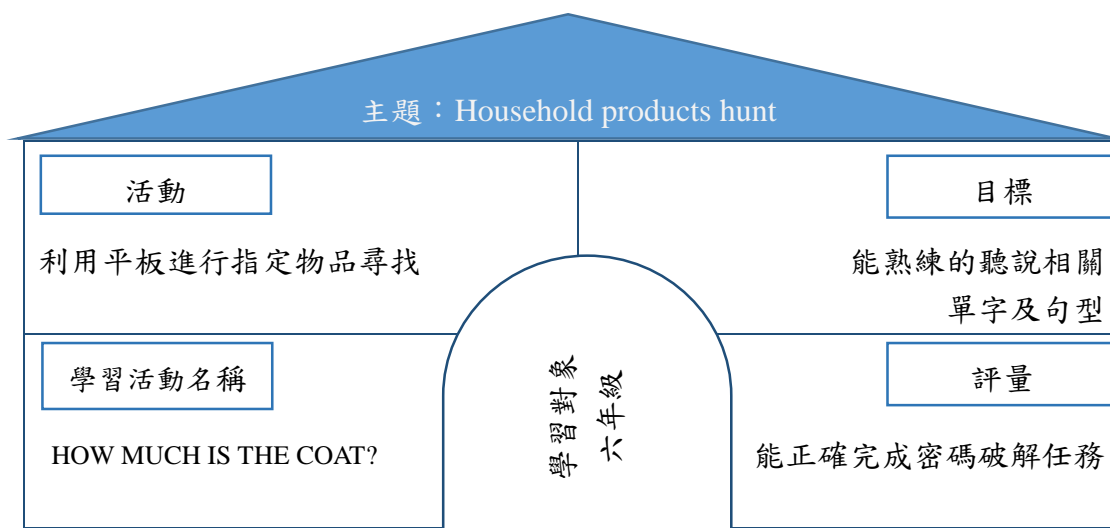 主題：Household products hunt
活動
利用平板進行指定物品尋找
目標
能熟練的聽說相關
單字及句型
學習活動名稱
HOW MUCH IS THE COAT?
學習對象
六年級
評量
能正確完成密碼破解任務